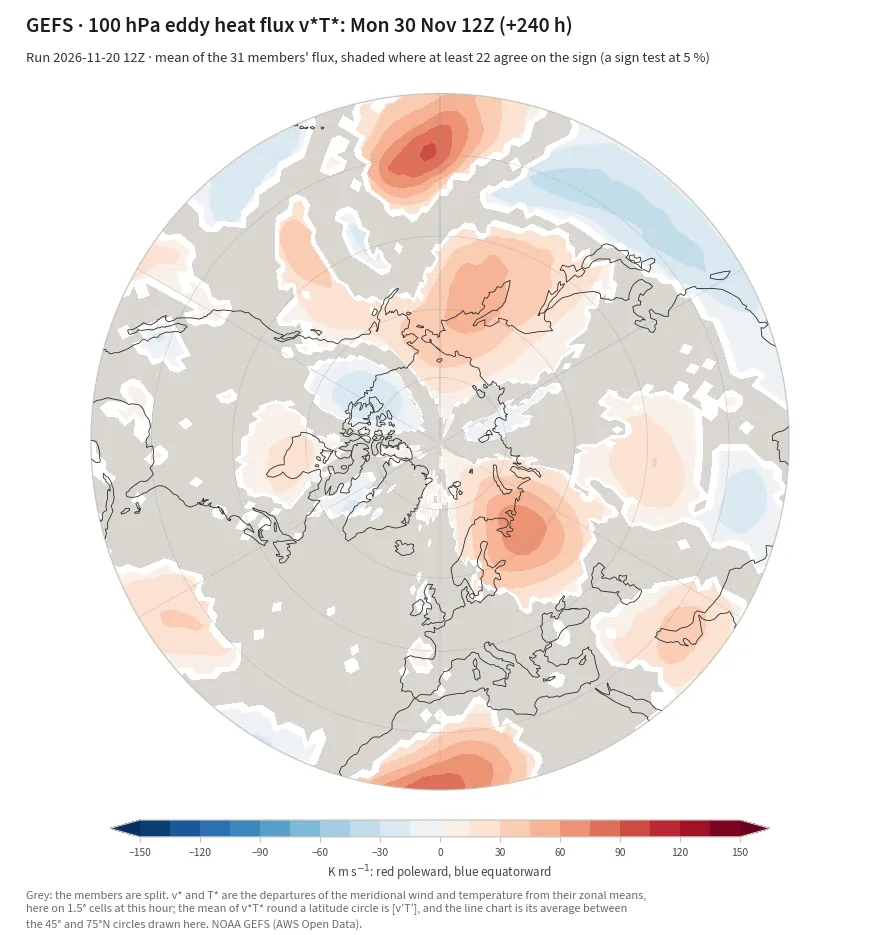 GEFS · 100 hPa eddy heat flux v*T*: Mon 30 Nov 12Z (+240 h)
Run 2026-11-20 12Z · mean of the 31 members' flux, shaded where at least 22 agree on the sign (a sign test at 5 %)
−150 −120 −90 −60 −30 0 30 60 90 120 150
K m s⁻¹: red poleward, blue equatorward
Grey: the members are split. v* and T* are the departures of the meridional wind and temperature from their zonal means,
here on 1.5° cells at this hour; the mean of v*T* round a latitude circle is [v′T′], and the line chart is its average between
the 45° and 75°N circles drawn here. NOAA GEFS (AWS Open Data).